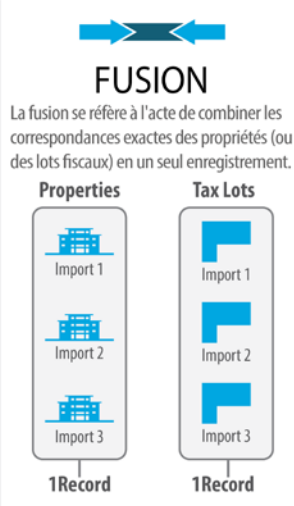 FUSION
La fusion se réfère à l'acte de combiner les
correspondances exactes des propriétés (ou
des lots fiscaux) en un seul enregistrement.
Properties Tax Lots
Import 1 Import 1
Import 2 Import 2
Import 3 Import 3
1Record 1Record